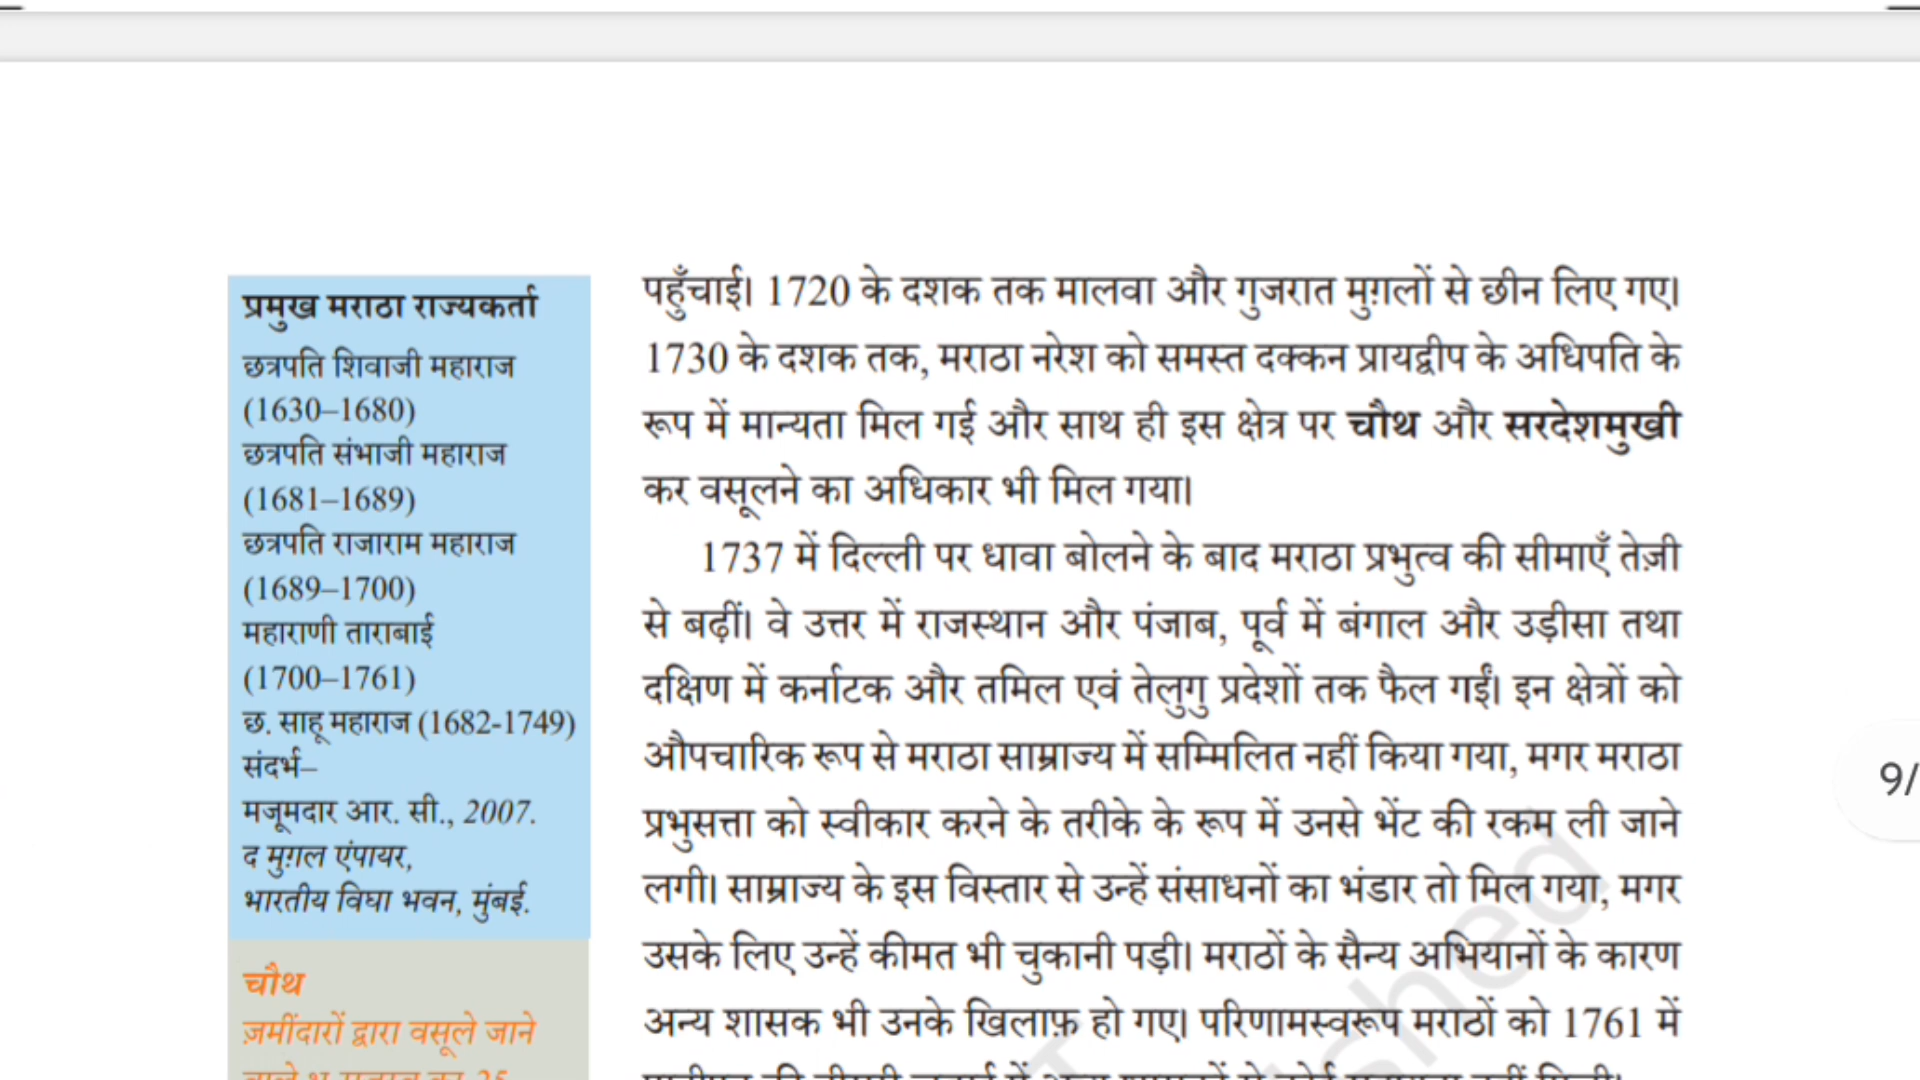 प्रमुख मराठा राज्यकर्ता
छत्रपति शिवाजी महाराज
(1630–1680)
छत्रपति संभाजी महाराज
(1681–1689)
छत्रपति राजाराम महाराज
(1689–1700)
महाराणी ताराबाई
(1700–1761)
छ. साहू महाराज (1682-1749)
संदर्भ–
मजूमदार आर. सी., 2007.
द मुग़ल एंपायर,
भारतीय विघा भवन, मुंबई.
चौथ
ज़मींदारों द्वारा वसूले जाने
पहुँचाई। 1720 के दशक तक मालवा और गुजरात मुग़लों से छीन लिए गए।
1730 के दशक तक, मराठा नरेश को समस्त दक्कन प्रायद्वीप के अधिपति के
रूप में मान्यता मिल गई और साथ ही इस क्षेत्र पर चौथ और सरदेशमुखी
कर वसूलने का अधिकार भी मिल गया।
1737 में दिल्ली पर धावा बोलने के बाद मराठा प्रभुत्व की सीमाएँ तेज़ी
से बढ़ीं। वे उत्तर में राजस्थान और पंजाब, पूर्व में बंगाल और उड़ीसा तथा
दक्षिण में कर्नाटक और तमिल एवं तेलुगु प्रदेशों तक फैल गईं। इन क्षेत्रों को
औपचारिक रूप से मराठा साम्राज्य में सम्मिलित नहीं किया गया, मगर मराठा
प्रभुसत्ता को स्वीकार करने के तरीके के रूप में उनसे भेंट की रकम ली जाने
लगी। साम्राज्य के इस विस्तार से उन्हें संसाधनों का भंडार तो मिल गया, मगर
उसके लिए उन्हें कीमत भी चुकानी पड़ी। मराठों के सैन्य अभियानों के कारण
अन्य शासक भी उनके खिलाफ़ हो गए। परिणामस्वरूप मराठों को 1761 में
9/